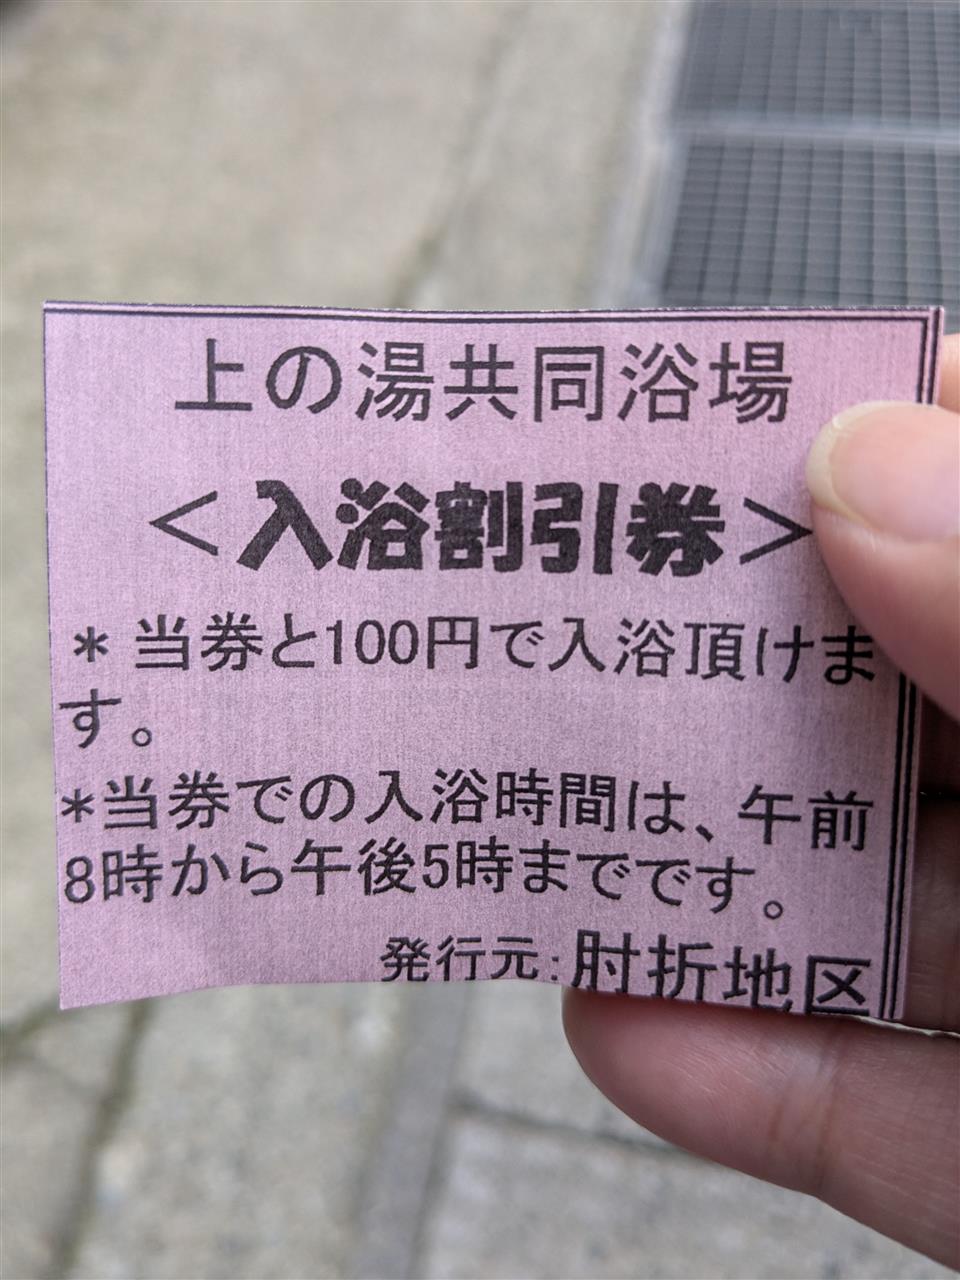 上の湯共同浴場
＜入浴割引券＞
＊当券と100円で入浴頂けま
す。
＊当券での入浴時間は、午前
8時から午後5時までです。
発行元：肘折地区